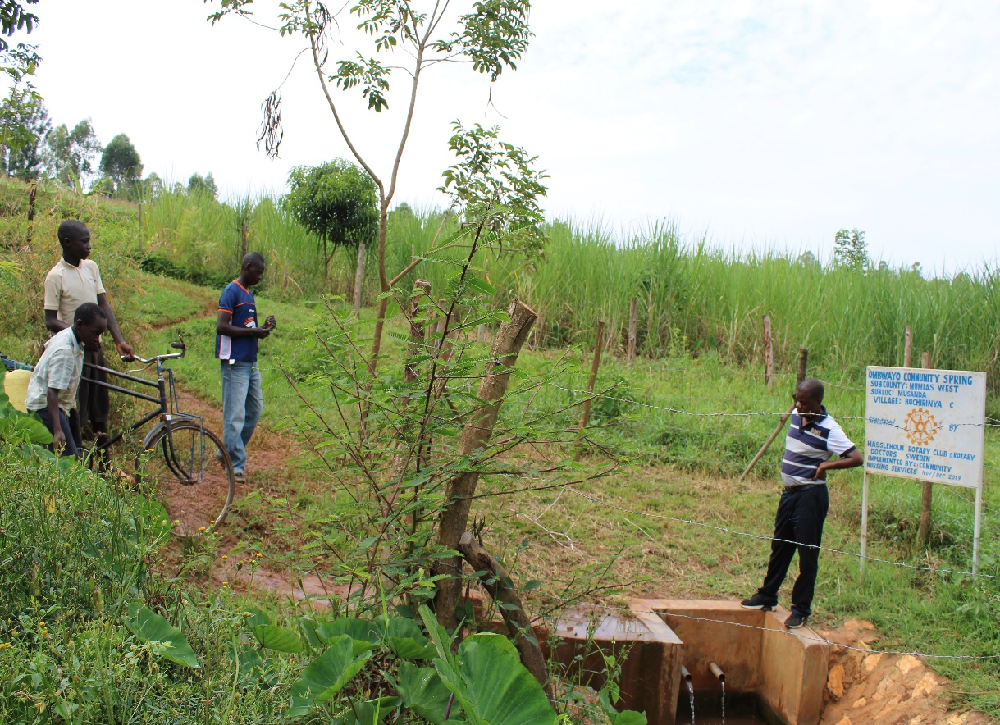 OMBWAYO COMMUNITY SPRING
SUBCOUNTY: MUMIAS WEST
SUBLOC: MUSANDA
VILLAGE: BUCHIRINYA - C
Sponsored BY
HASSLEHOLM ROTARY CLUB & ROTARY
DOCTORS SWEDEN
IMPLEMENTED BY: COMMUNITY
NURSING SERVICES NOV/DEC 2019